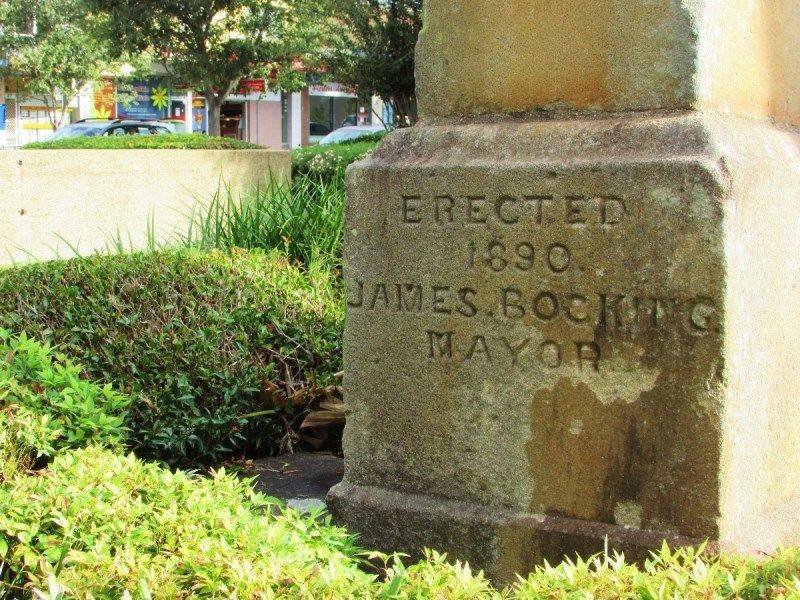 ERECTED
1890.
JAMES. BOCKING
MAYOR